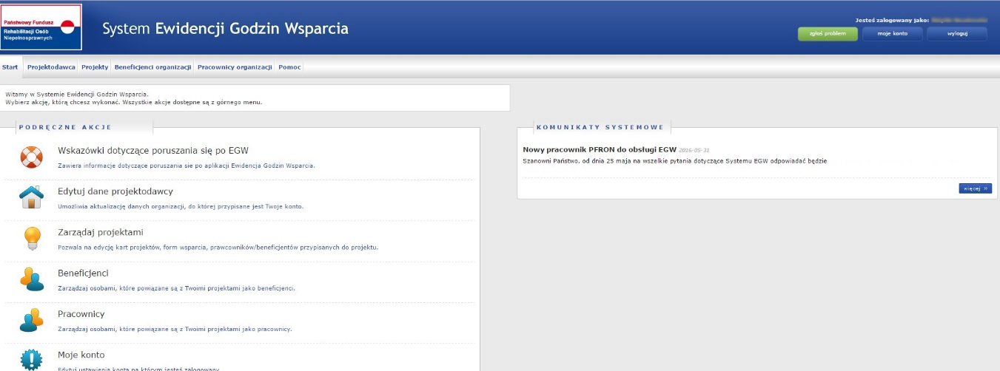 Państwowy Fundusz
Rehabilitacji Osób
Niepełnosprawnych
System Ewidencji Godzin Wsparcia
Jesteś zalogowany jako:
zgłoś problem
moje konto
wyloguj
Start
Projektodawca
Projekty
Beneficjenci organizacji
Pracownicy organizacji
Pomoc
Witamy w Systemie Ewidencji Godzin Wsparcia.
Wybierz akcję, którą chcesz wykonać. Wszystkie akcje dostępne są z górnego menu.
PODRĘCZNE AKCJE
Wskazówki dotyczące poruszania się po EGW
Zawiera informacje dotyczące poruszania sie po aplikacji Ewidencja Godzin Wsparcia.
Edytuj dane projektodawcy
Umożliwia aktualizację danych organizacji, do której przypisane jest Twoje konto.
Zarządaj projektami
Pozwala na edycję kart projektów, form wsparcia, prawcowników/beneficjentów przypisanych do projektu.
Beneficjenci
Zarządzaj osobami, które powiązane są z Twoimi projektami jako beneficjenci.
Pracownicy
Zarządzaj osobami, które powiązane są z Twoimi projektami jako pracownicy.
Moje konto
Edytuj ustawienia konta na którym jesteś zalogowany.
KOMUNIKATY SYSTEMOWE
Nowy pracownik PFRON do obsługi EGW 2016-05-31
Szanowni Państwo, od dnia 25 maja na wszelkie pytania dotyczące Systemu EGW odpowiadać będzie
więcej »